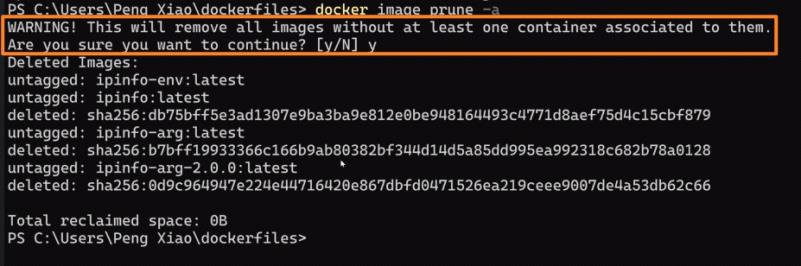 PS C:\Users\Peng Xiao\dockerfiles> docker image prune -a
WARNING! This will remove all images without at least one container associated to them.
Are you sure you want to continue? [y/N] y
Deleted Images:
untagged: ipinfo-env:latest
untagged: ipinfo:latest
deleted: sha256:db75bff5e3ad1307e9ba3ba9e812e0be948164493c4771d8aef75d4c15cbf879
untagged: ipinfo-arg:latest
deleted: sha256:b7bff19933366c166b9ab80382bf344d14d5a85dd995ea992318c682b78a0128
untagged: ipinfo-arg-2.0.0:latest
deleted: sha256:0d9c964947e224e44716420e867dbfd0471526ea219ceee9007de4a53db62c66
Total reclaimed space: 0B
PS C:\Users\Peng Xiao\dockerfiles>